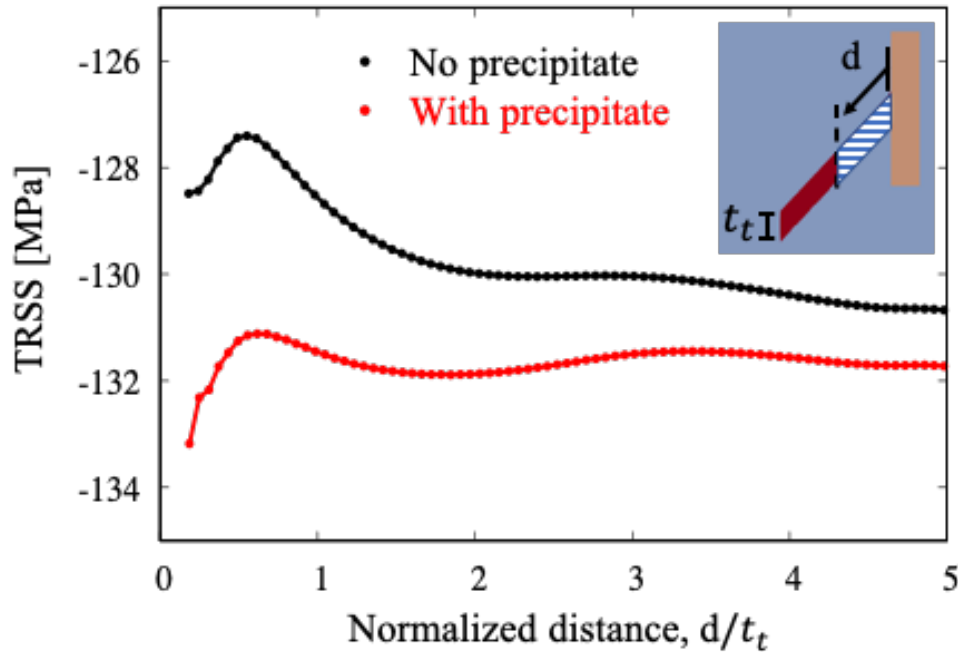 -126
-128
-130
-132
-134
TRSS [MPa]
No precipitate
With precipitate
d
t_t
0 1 2 3 4 5
Normalized distance, d/t_t